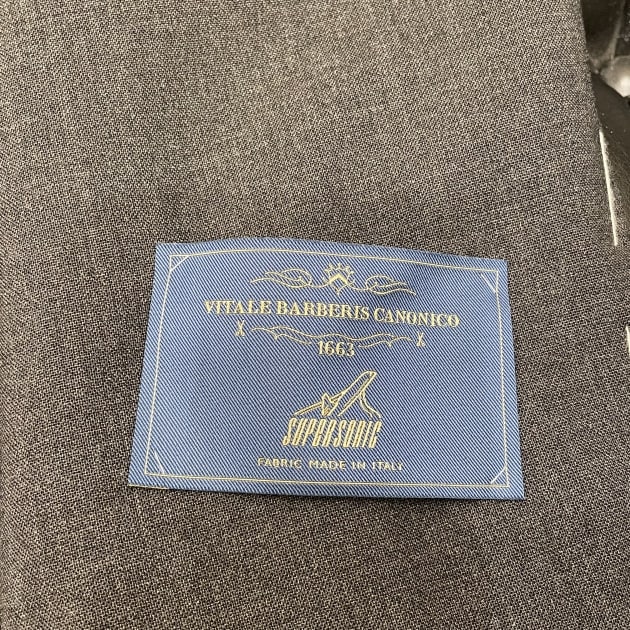 VITALE BARBERIS CANONICO
1663
SUPERSONIC
FABRIC MADE IN ITALY